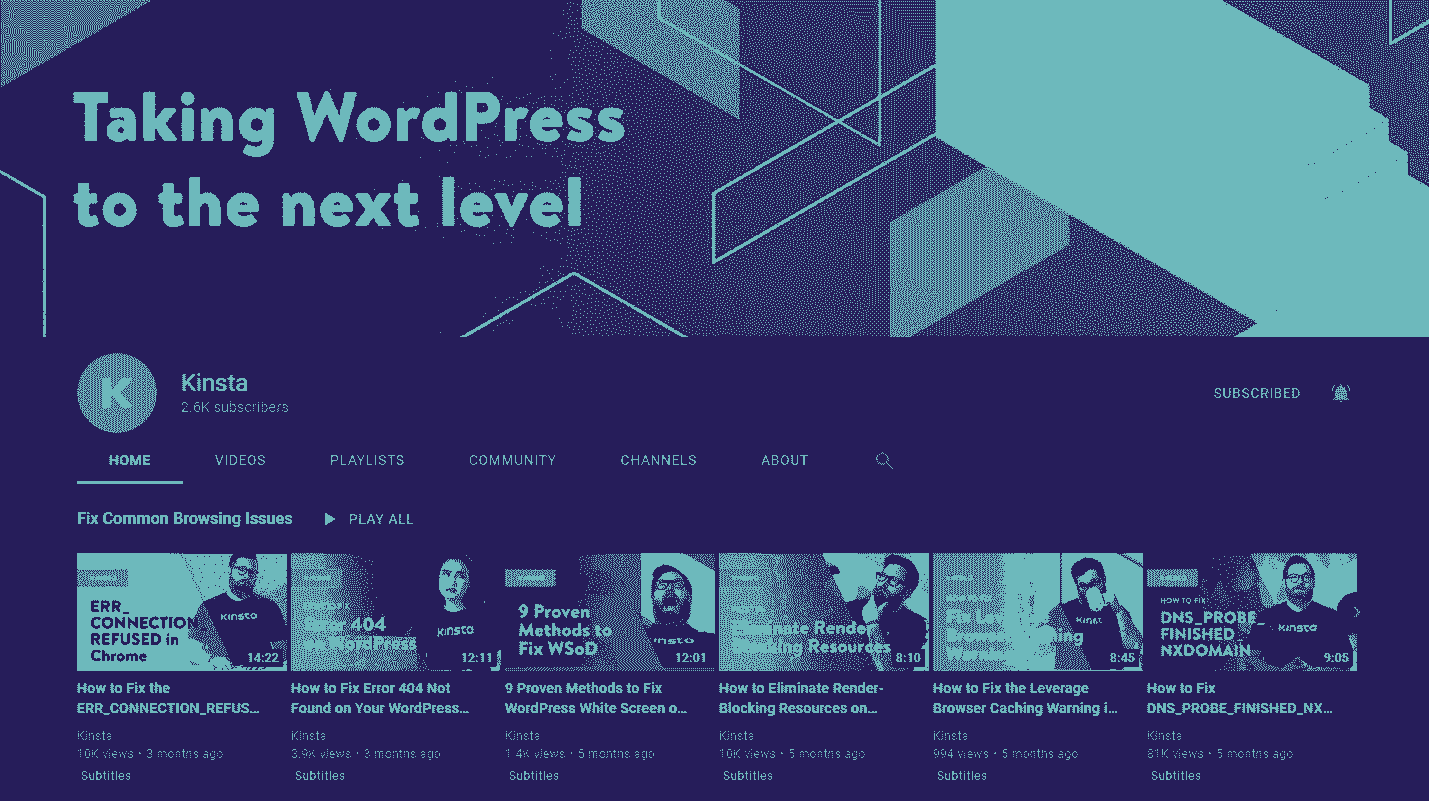 Taking WordPress
to the next level
K
Kinsta
2.6K subscribers
SUBSCRIBED
HOME VIDEOS PLAYLISTS COMMUNITY CHANNELS ABOUT
Fix Common Browsing Issues PLAY ALL
ERR_
CONNECTION
REFUSED in
Chrome
KINSTA
14:22
404
WordPress
KINSTA
12:11
9 Proven
Methods to
Fix WSoD
12:01
Render
Resources
8:10
8:45
HOW TO FIX
DNS_PROBE_
FINISHED_
NXDOMAIN
KINSTA
9:05
How to Fix the
ERR_CONNECTION_REFUS...
Kinsta
10K views • 3 months ago
Subtitles
How to Fix Error 404 Not
Found on Your WordPress...
Kinsta
3.9K views • 3 months ago
Subtitles
9 Proven Methods to Fix
WordPress White Screen o...
Kinsta
1.4K views • 5 months ago
Subtitles
How to Eliminate Render-
Blocking Resources on...
Kinsta
10K views • 5 months ago
Subtitles
How to Fix the Leverage
Browser Caching Warning i...
Kinsta
994 views • 5 months ago
Subtitles
How to Fix
DNS_PROBE_FINISHED_NX...
Kinsta
81K views • 5 months ago
Subtitles